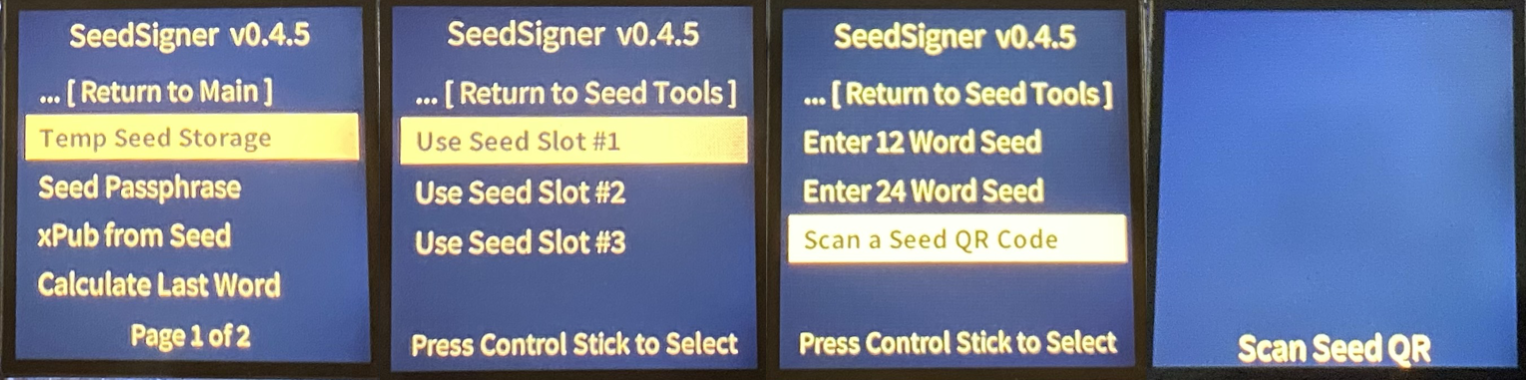 SeedSigner v0.4.5
... [ Return to Main ]
Temp Seed Storage
Seed Passphrase
xPub from Seed
Calculate Last Word
Page 1 of 2
SeedSigner v0.4.5
... [ Return to Seed Tools ]
Use Seed Slot #1
Use Seed Slot #2
Use Seed Slot #3
Press Control Stick to Select
SeedSigner v0.4.5
... [ Return to Seed Tools ]
Enter 12 Word Seed
Enter 24 Word Seed
Scan a Seed QR Code
Press Control Stick to Select
Scan Seed QR